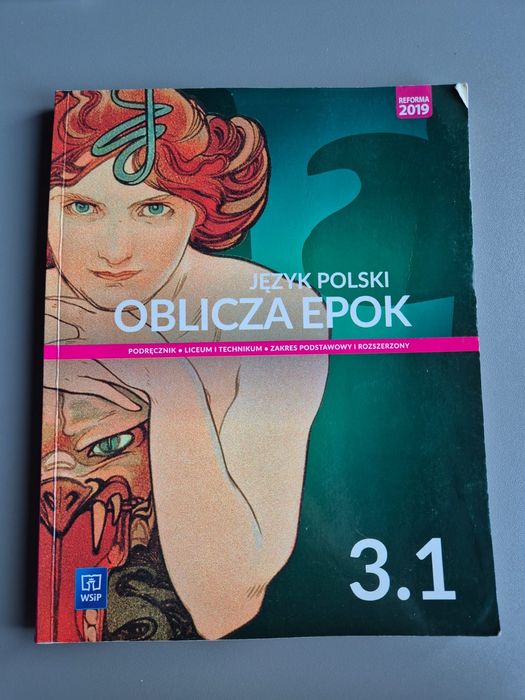 REFORMA
2019
JĘZYK POLSKI
OBLICZA EPOK
PODRĘCZNIK • LICEUM I TECHNIKUM • ZAKRES PODSTAWOWY I ROZSZERZONY
WSiP
3.1